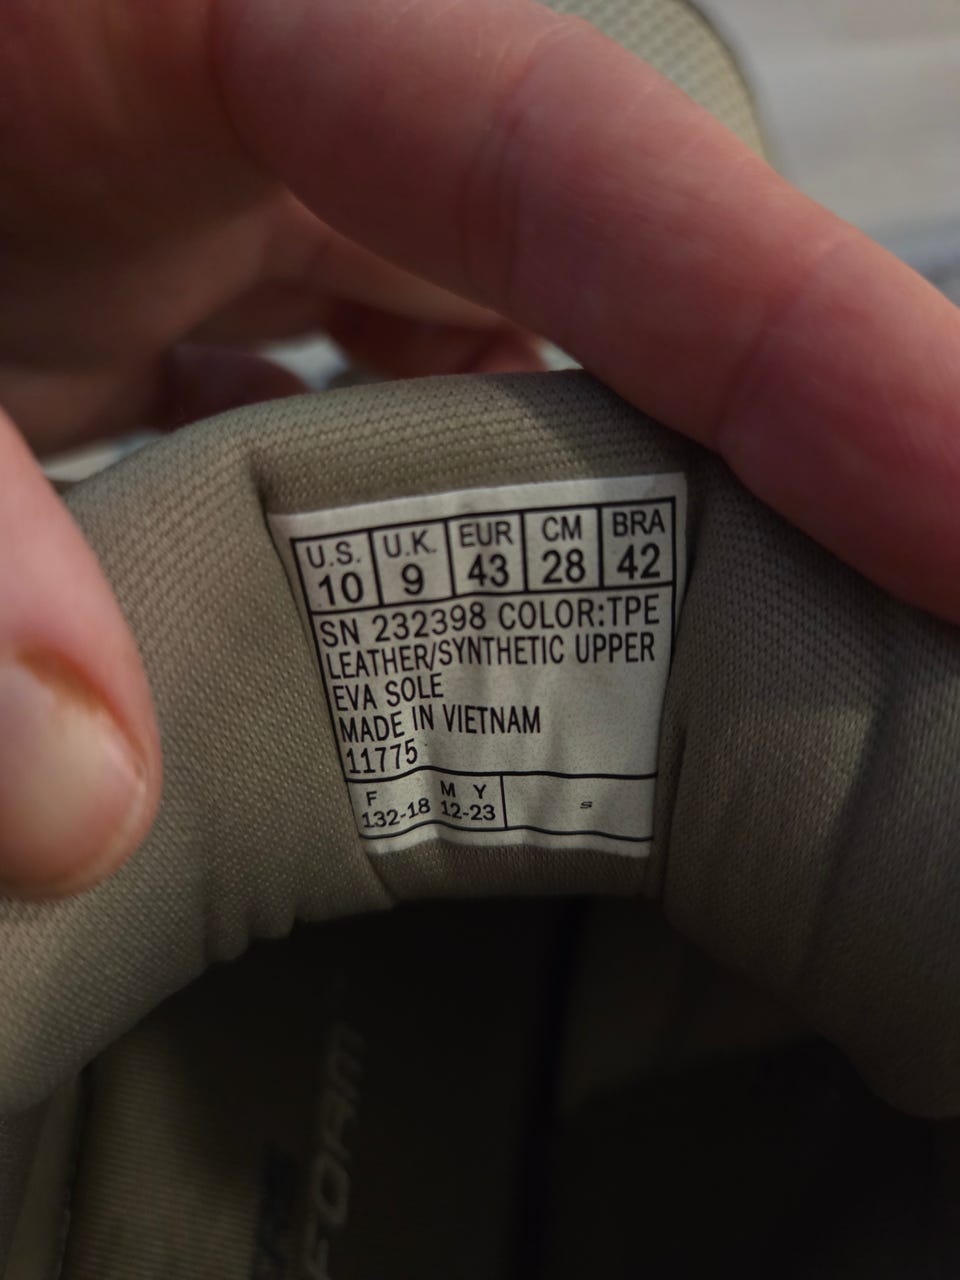 U.S. U.K. EUR CM BRA
10 9 43 28 42
SN 232398 COLOR:TPE
LEATHER/SYNTHETIC UPPER
EVA SOLE
MADE IN VIETNAM
11775
F M Y
132-18 12-23
S
FOAM